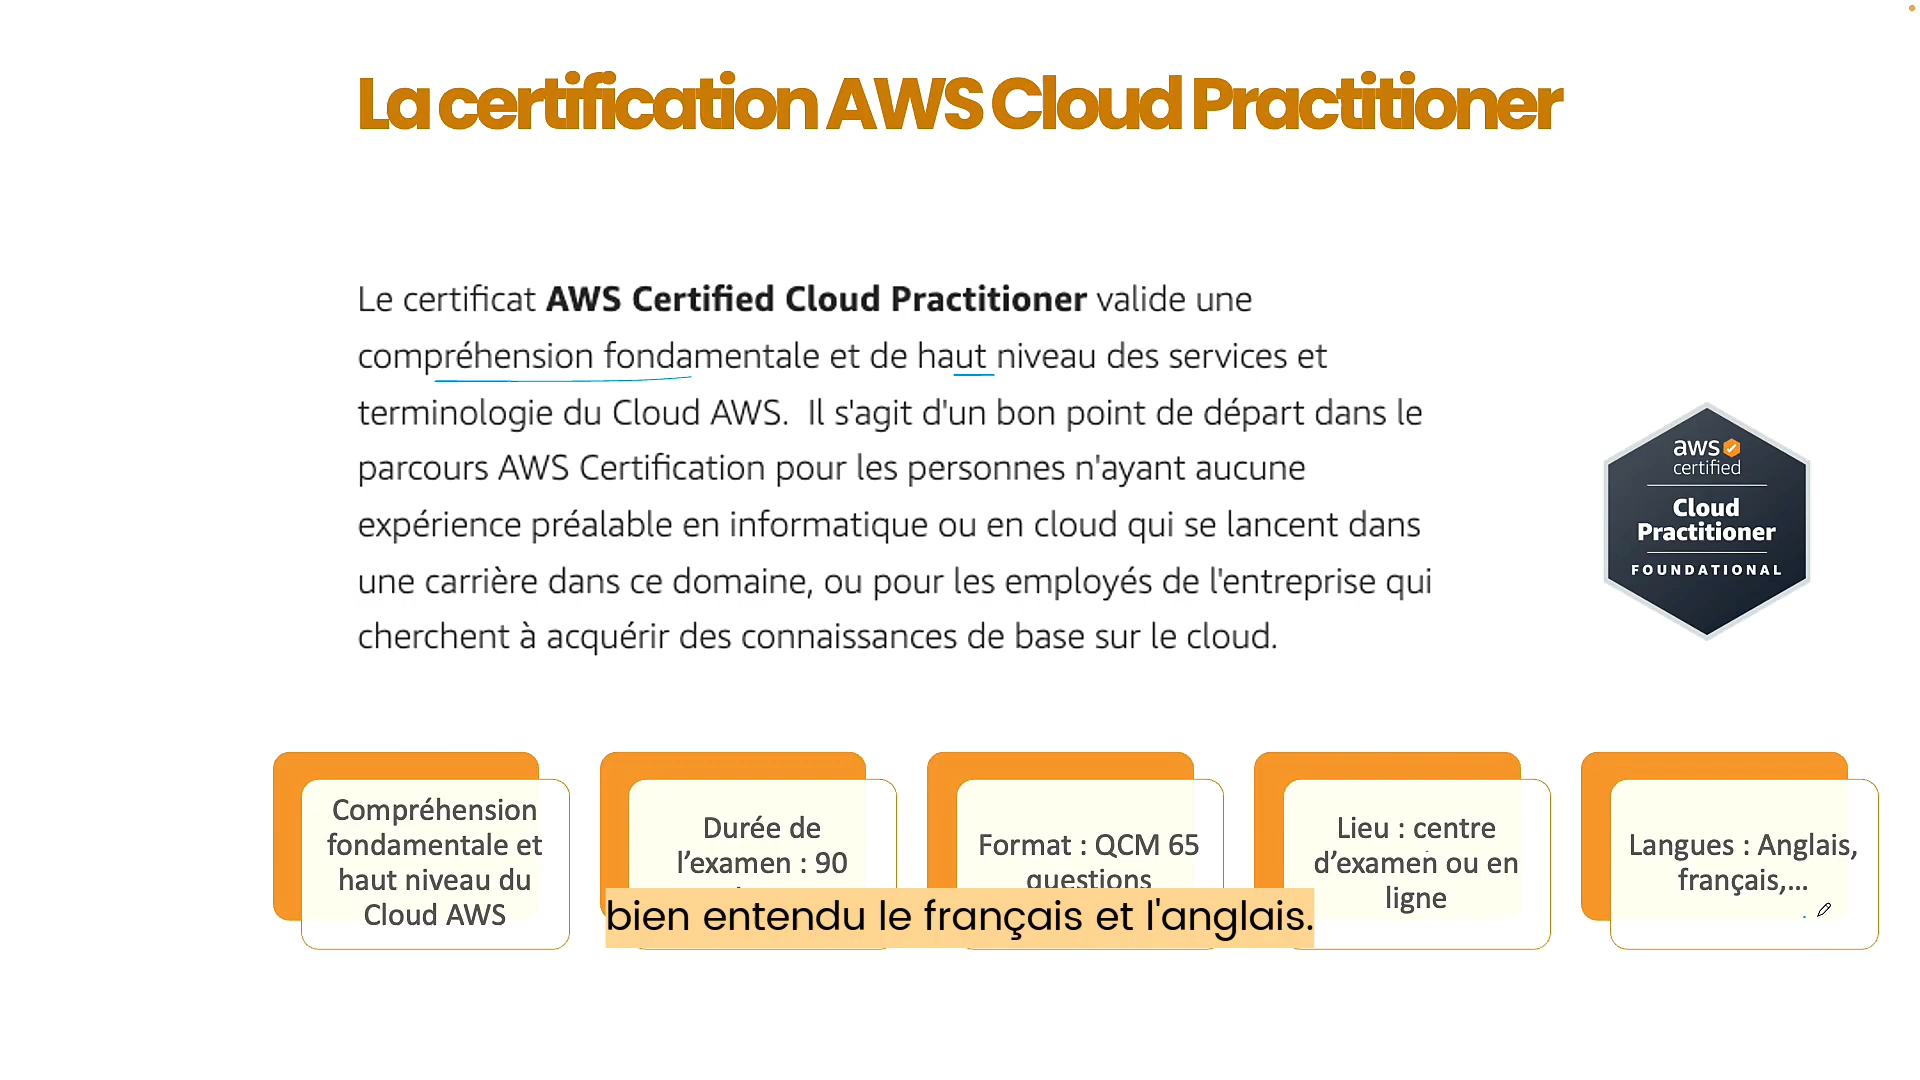 La certification AWS Cloud Practitioner
Le certificat AWS Certified Cloud Practitioner valide une
compréhension fondamentale et de haut niveau des services et
terminologie du Cloud AWS. Il s'agit d'un bon point de départ dans le
parcours AWS Certification pour les personnes n'ayant aucune
expérience préalable en informatique ou en cloud qui se lancent dans
une carrière dans ce domaine, ou pour les employés de l'entreprise qui
cherchent à acquérir des connaissances de base sur le cloud.
aws
certified
Cloud
Practitioner
FOUNDATIONAL
Compréhension
fondamentale et
haut niveau du
Cloud AWS
Durée de
l’examen : 90
Format : QCM 65
questions
Lieu : centre
d’examen ou en
ligne
Langues : Anglais,
français,...
bien entendu le français et l'anglais.